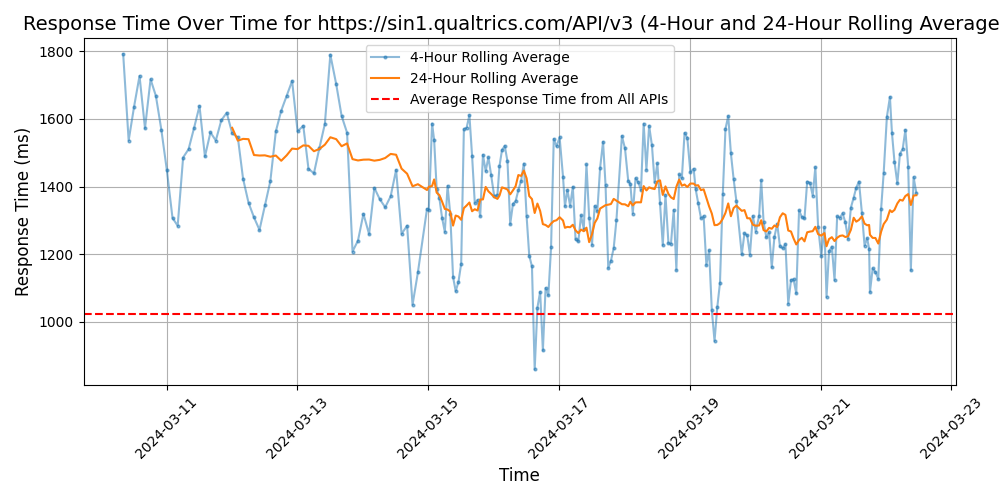 Response Time Over Time for https://sin1.qualtrics.com/API/v3 (4-Hour and 24-Hour Rolling Average
4-Hour Rolling Average
24-Hour Rolling Average
Average Response Time from All APIs
Response Time (ms)
1800
1600
1400
1200
1000
2024-03-11
2024-03-13
2024-03-15
2024-03-17
2024-03-19
2024-03-21
2024-03-23
Time